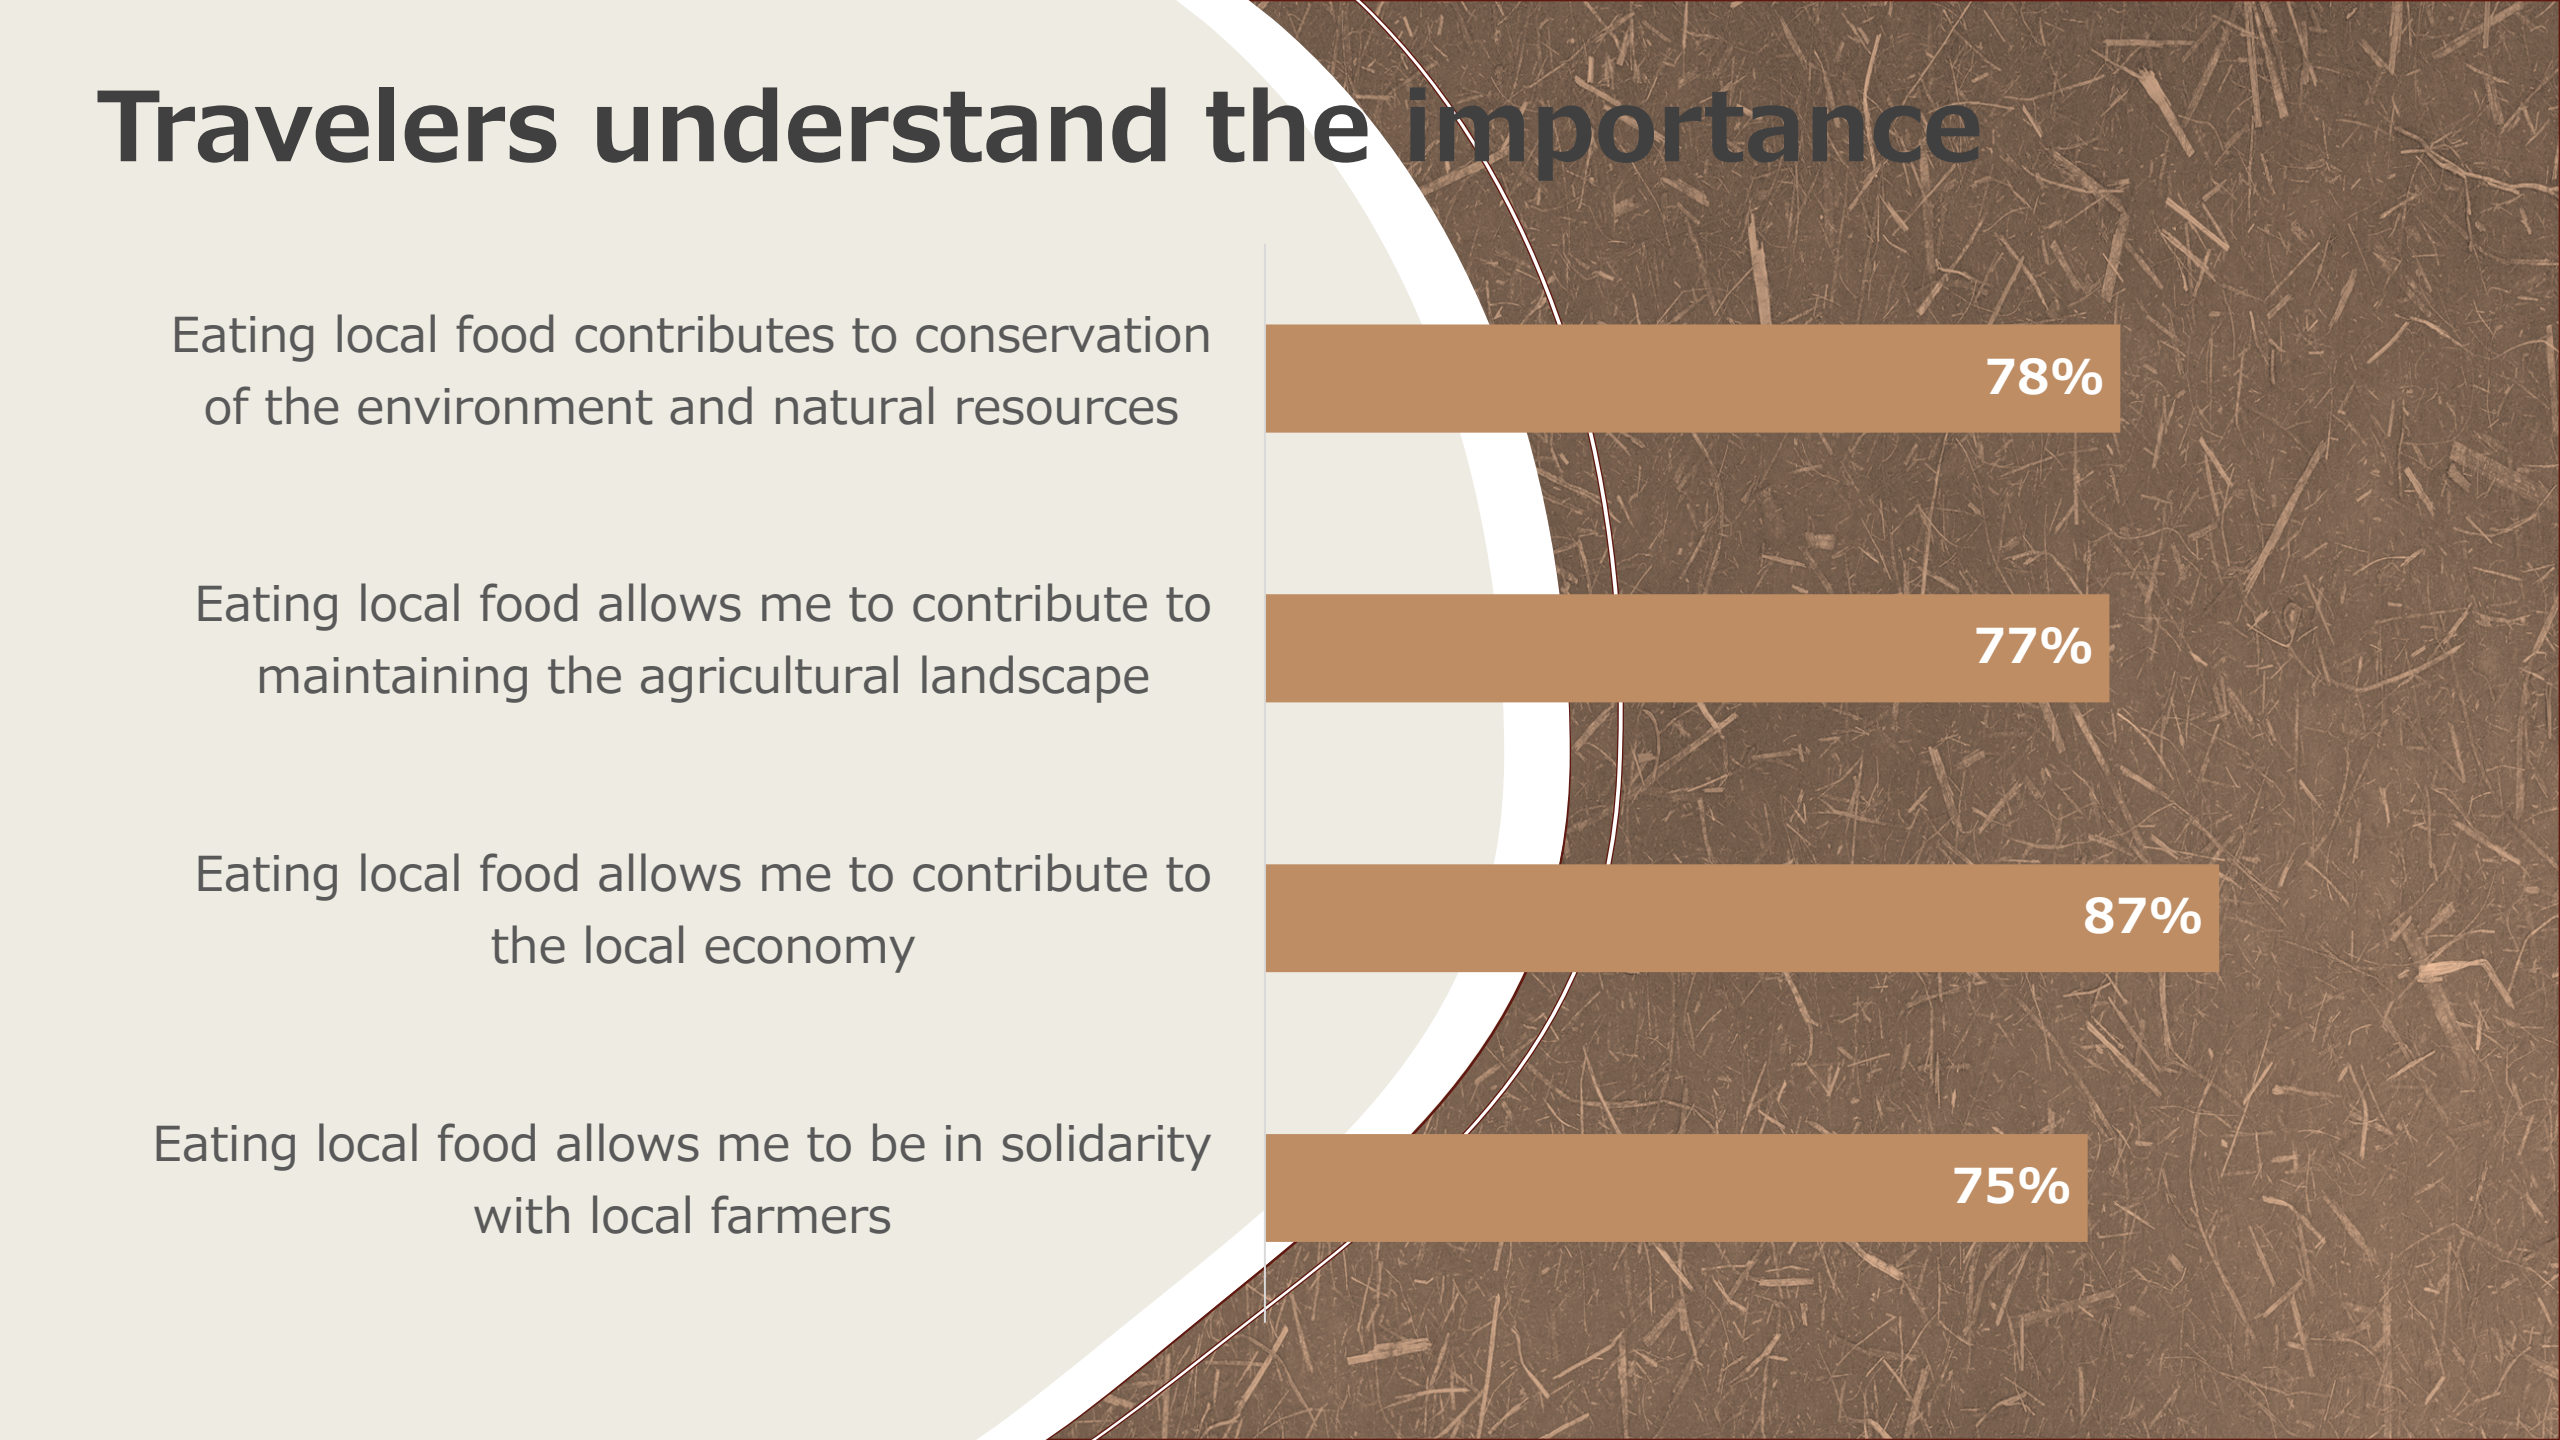 Travelers understand the importance
Eating local food contributes to conservation
of the environment and natural resources
78%
Eating local food allows me to contribute to
maintaining the agricultural landscape
77%
Eating local food allows me to contribute to
the local economy
87%
Eating local food allows me to be in solidarity
with local farmers
75%